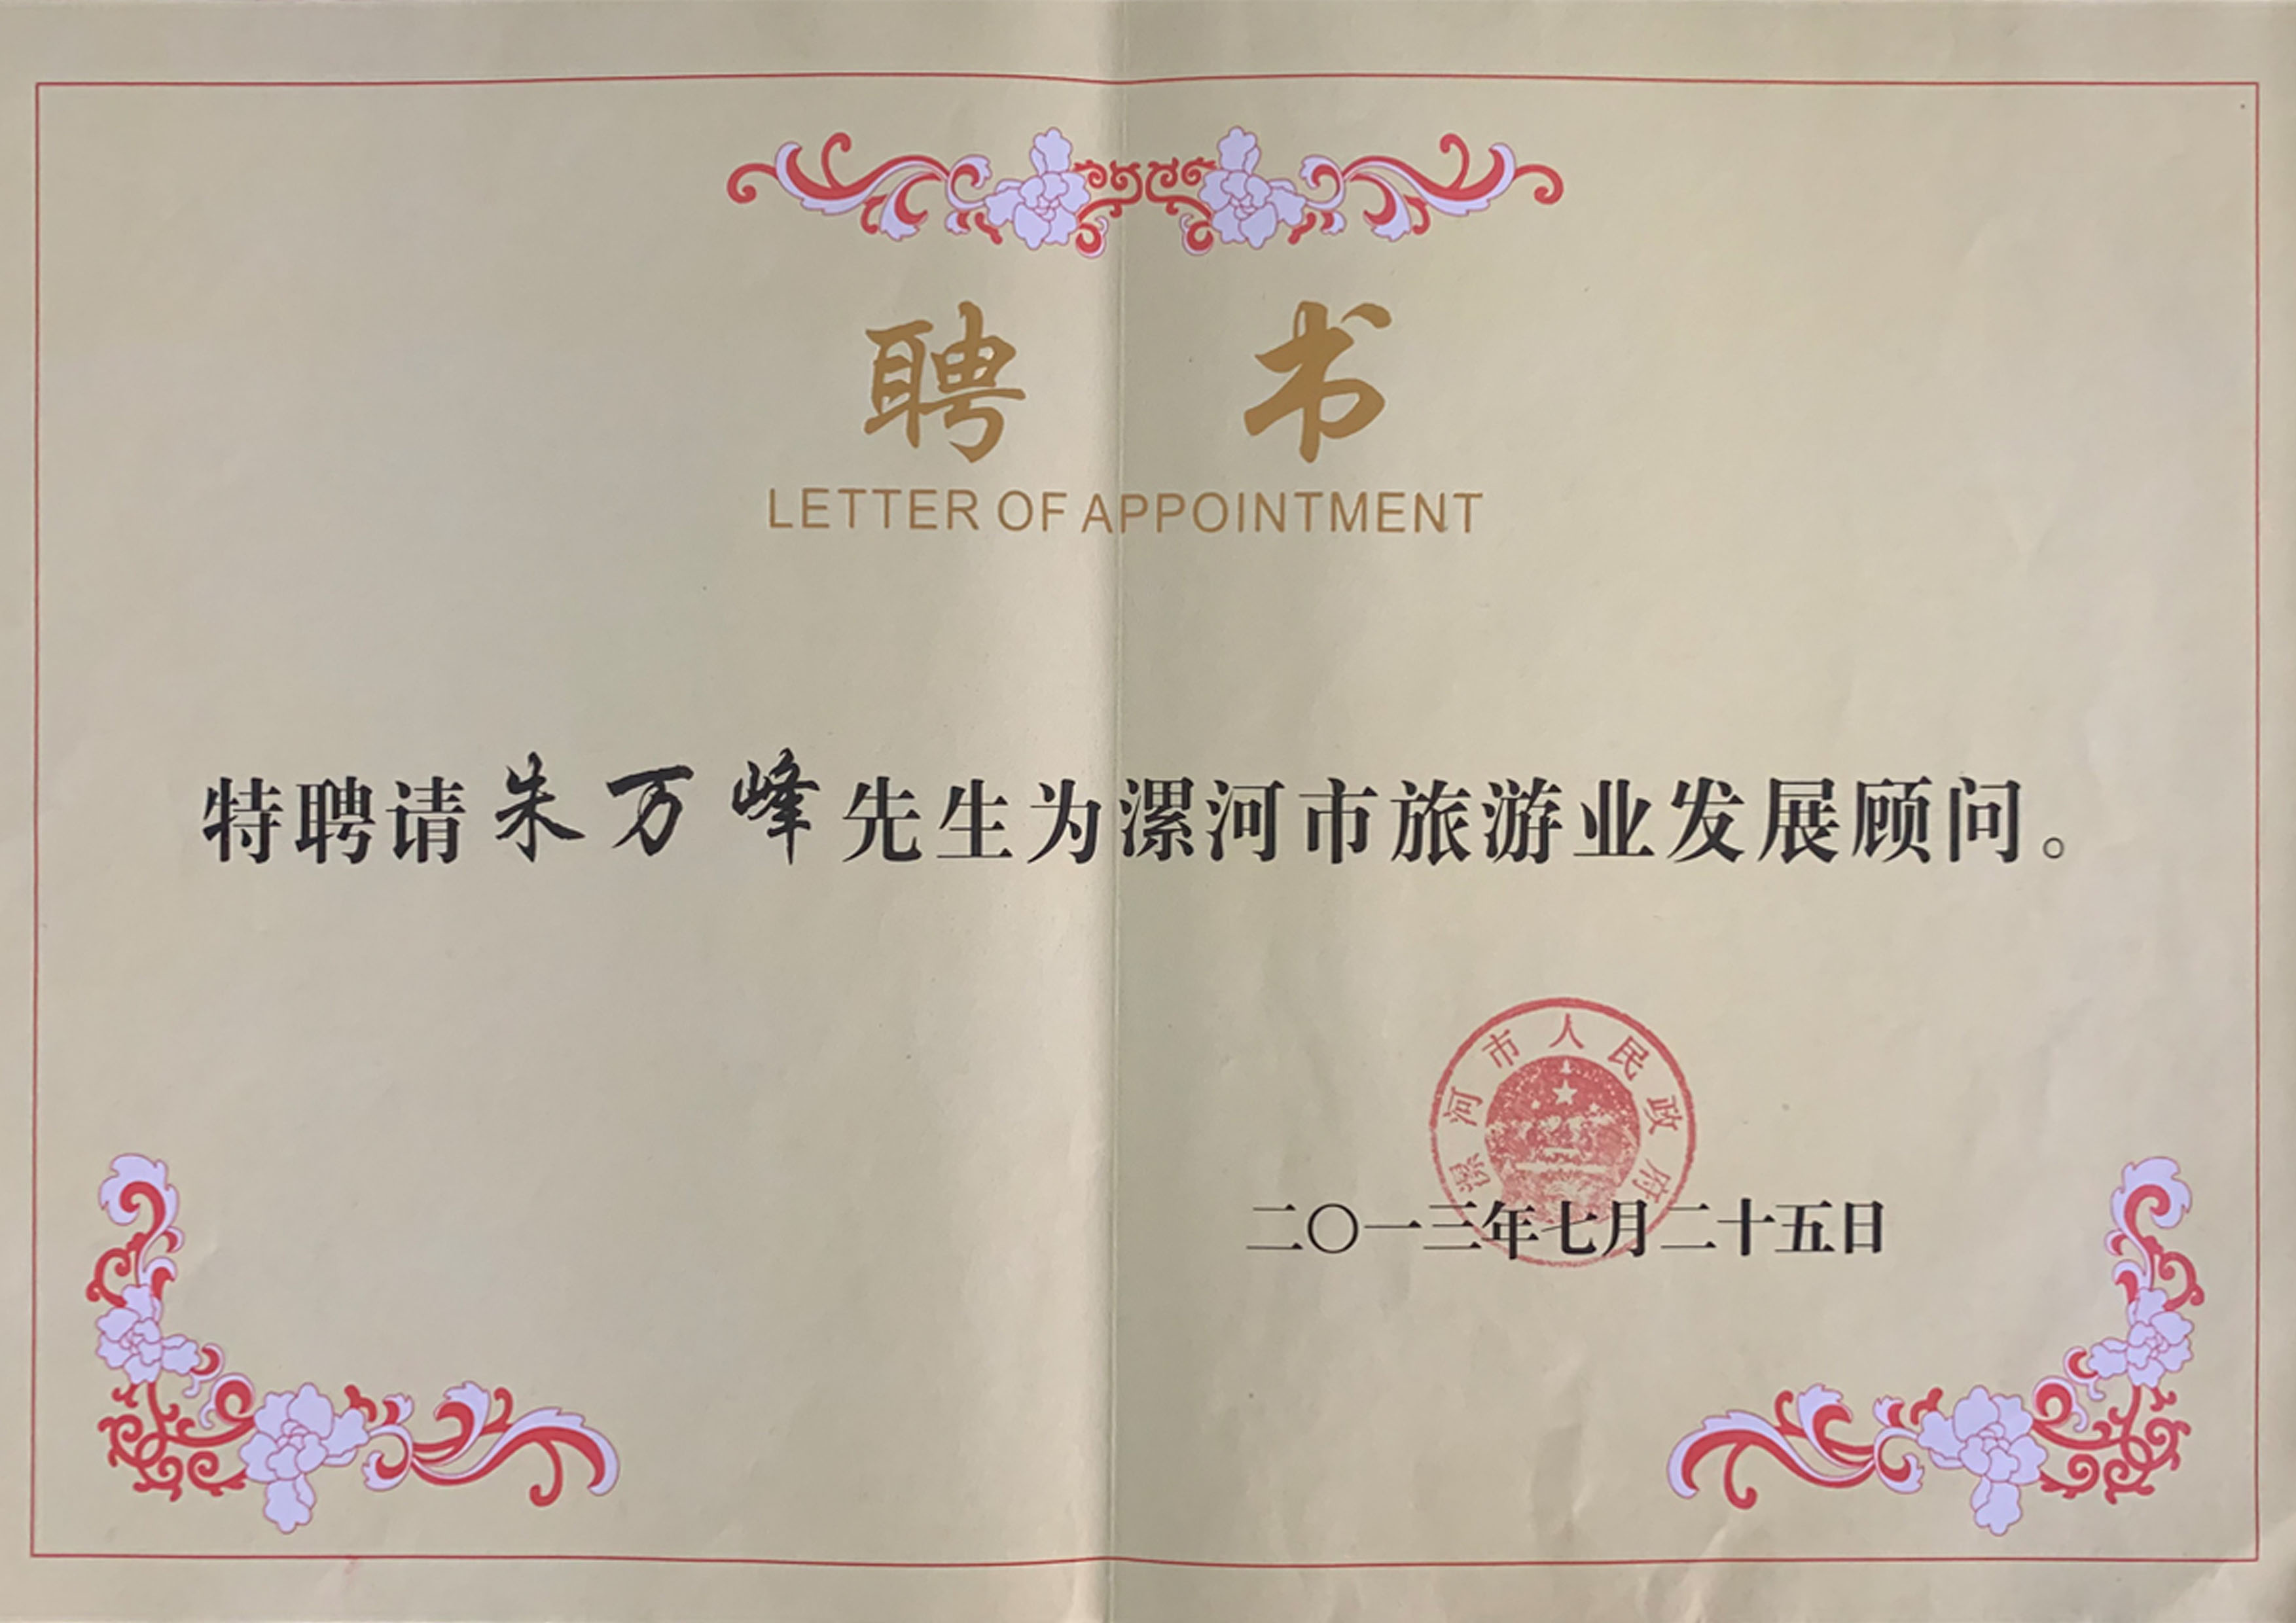 聘书
LETTER OF APPOINTMENT
特聘请朱万峰先生为漯河市旅游业发展顾问。
漯河市人民政府
二〇一三年七月二十五日